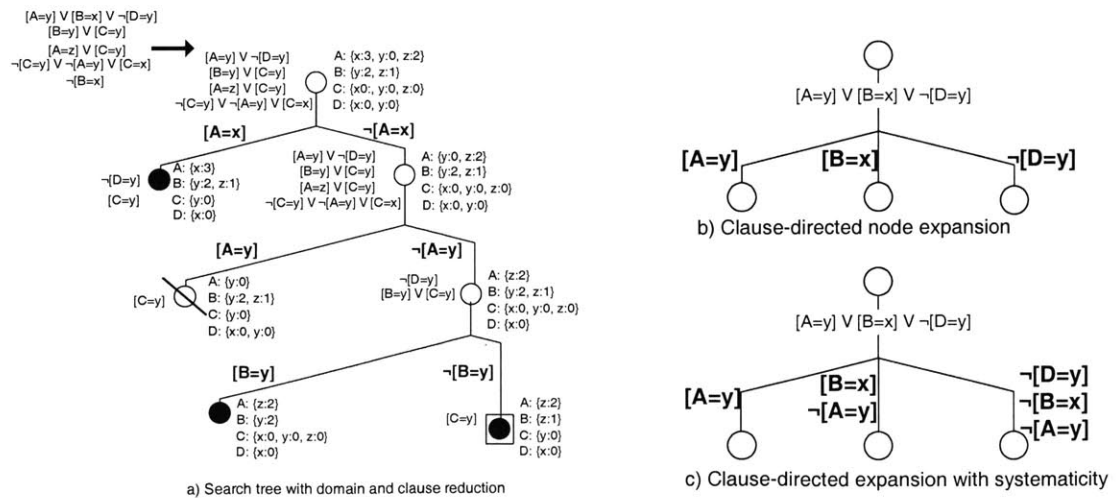 [A=y] V [B=x] V ¬[D=y]
[B=y] V [C=y]
[A=z] V [C=y]
¬[C=y] V ¬[A=y] V [C=x]
¬[B=x]
[A=y] V ¬[D=y]
[B=y] V [C=y]
[A=z] V [C=y]
¬[C=y] V ¬[A=y] V [C=x]
A: {x:3, y:0, z:2}
B: {y:2, z:1}
C: {x0:, y:0, z:0}
D: {x:0, y:0}
[A=x]
¬[A=x]
¬[D=y]
[C=y]
A: {x:3}
B: {y:2, z:1}
C: {y:0}
D: {x:0}
[A=y] V ¬[D=y]
[B=y] V [C=y]
[A=z] V [C=y]
¬[C=y] V ¬[A=y] V [C=x]
A: {y:0, z:2}
B: {y:2, z:1}
C: {x:0, y:0, z:0}
D: {x:0, y:0}
[A=y]
¬[A=y]
[C=y]
A: {y:0}
B: {y:2, z:1}
C: {y:0}
D: {x:0, y:0}
¬[D=y]
[B=y] V [C=y]
A: {z:2}
B: {y:2, z:1}
C: {x:0, y:0, z:0}
D: {x:0}
[B=y]
¬[B=y]
A: {z:2}
B: {y:2}
C: {x:0, y:0, z:0}
D: {x:0}
[C=y]
A: {z:2}
B: {z:1}
C: {y:0}
D: {x:0}
a) Search tree with domain and clause reduction
[A=y] V [B=x] V ¬[D=y]
[A=y]
[B=x]
¬[D=y]
b) Clause-directed node expansion
[A=y] V [B=x] V ¬[D=y]
[A=y]
[B=x]
¬[A=y]
¬[D=y]
¬[B=x]
¬[A=y]
c) Clause-directed expansion with systematicity